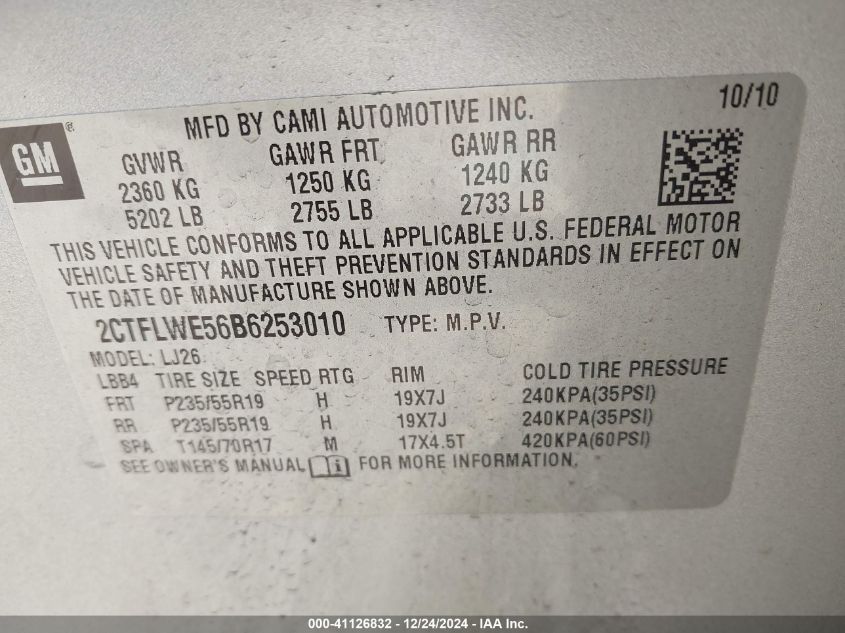 10/10
GM®
MFD BY CAMI AUTOMOTIVE INC.
GVWR GAWR FRT GAWR RR
2360 KG 1250 KG 1240 KG
5202 LB 2755 LB 2733 LB
THIS VEHICLE CONFORMS TO ALL APPLICABLE U.S. FEDERAL MOTOR
VEHICLE SAFETY AND THEFT PREVENTION STANDARDS IN EFFECT ON
THE DATE OF MANUFACTURE SHOWN ABOVE.
2CTFLWE56B6253010 TYPE: M.P.V.
MODEL: LJ26
LBB4 TIRE SIZE SPEED RTG RIM COLD TIRE PRESSURE
FRT P235/55R19 H 19X7J 240KPA(35PSI)
RR P235/55R19 H 19X7J 240KPA(35PSI)
SPA T145/70R17 M 17X4.5T 420KPA(60PSI)
SEE OWNER'S MANUAL FOR MORE INFORMATION.
000-41126832 - 12/24/2024 - IAA Inc.